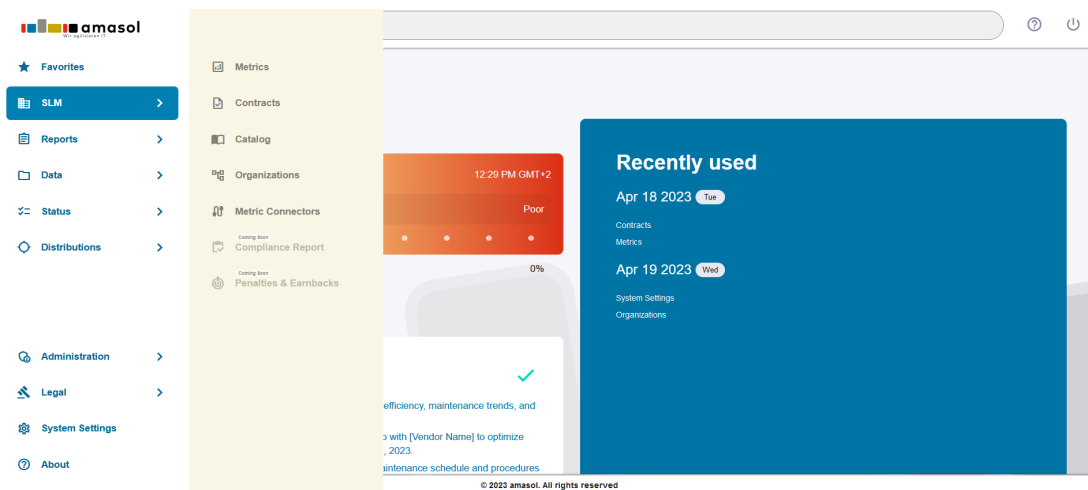 amasol
Wir agilisieren IT
Favorites
SLM
Reports
Data
Status
Distributions
Administration
Legal
System Settings
About
Metrics
Contracts
Catalog
Organizations
Metric Connectors
Coming Soon
Compliance Report
Coming Soon
Penalties & Earnbacks
12:29 PM GMT+2
Poor
0%
efficiency, maintenance trends, and
with [Vendor Name] to optimize
, 2023.
aintenance schedule and procedures
Recently used
Apr 18 2023 Tue
Contracts
Metrics
Apr 19 2023 Wed
System Settings
Organizations
© 2023 amasol. All rights reserved